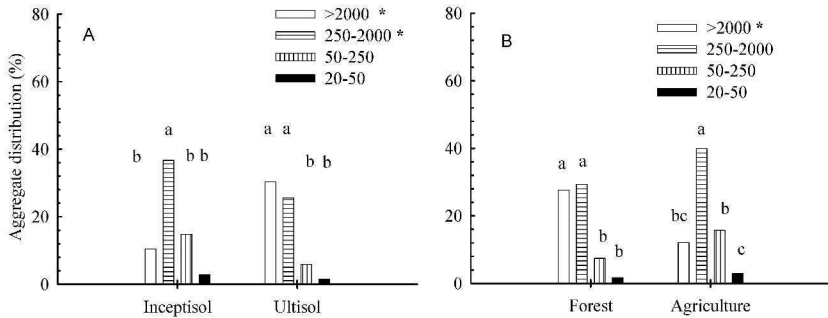 Aggregate distribution (%)
80
60
40
20
0
A
>2000 *
250-2000 *
50-250
20-50
b a b b
a a b b
Inceptisol Ultisol
80
60
40
20
0
B
>2000 *
250-2000
50-250
20-50
a a b b
bc a b c
Forest Agriculture